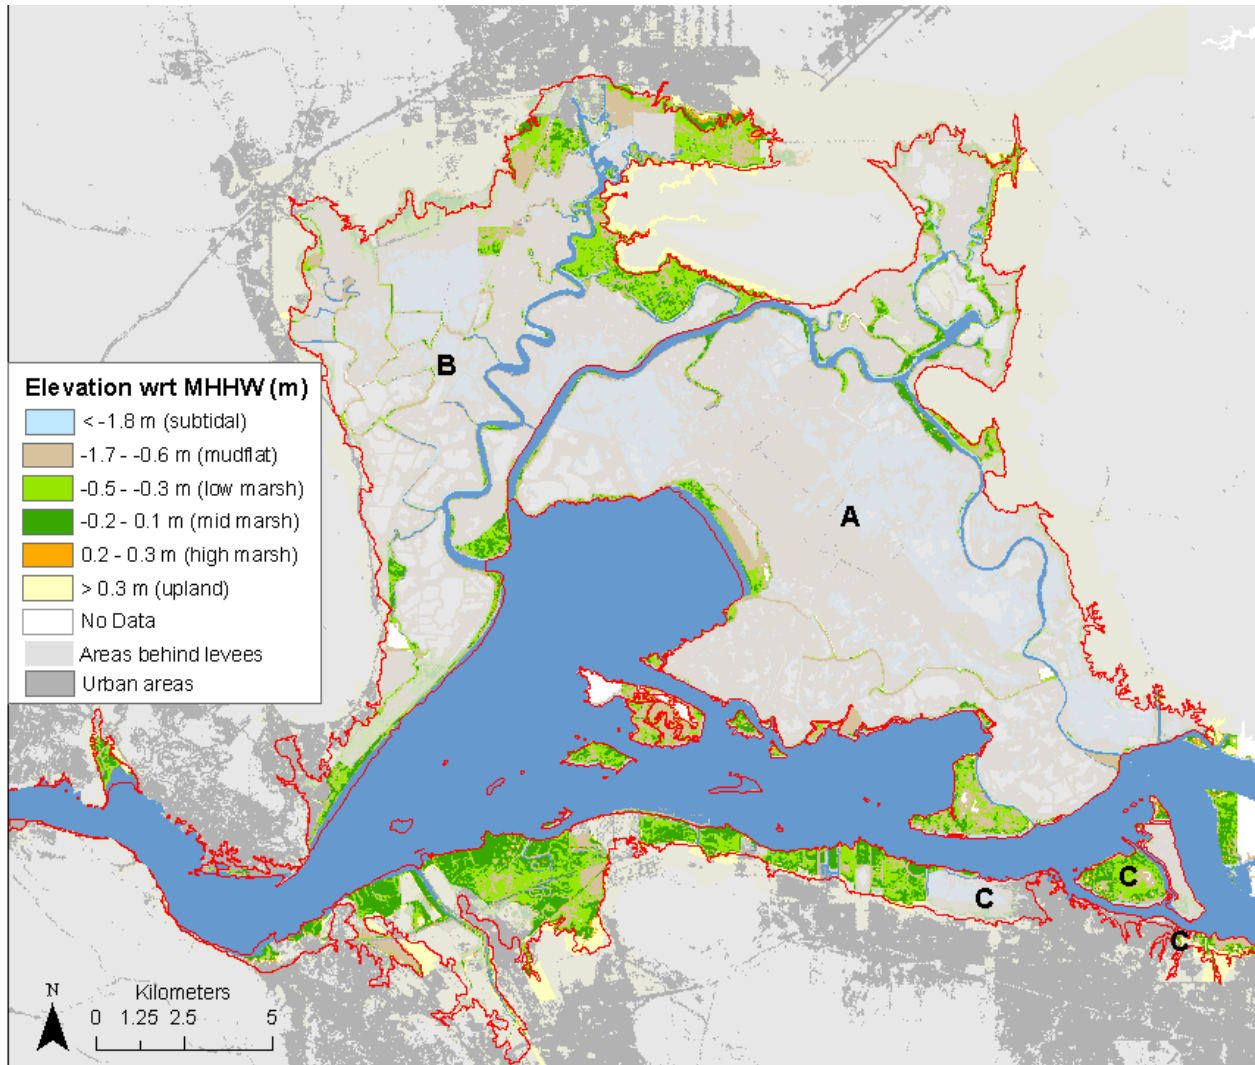 B
Elevation wrt MHHW (m)
< -1.8 m (subtidal)
-1.7 - -0.6 m (mudflat)
-0.5 - -0.3 m (low marsh)
-0.2 - 0.1 m (mid marsh)
0.2 - 0.3 m (high marsh)
> 0.3 m (upland)
No Data
Areas behind levees
Urban areas
A
C
C
C
N
Kilometers
0 1.25 2.5 5